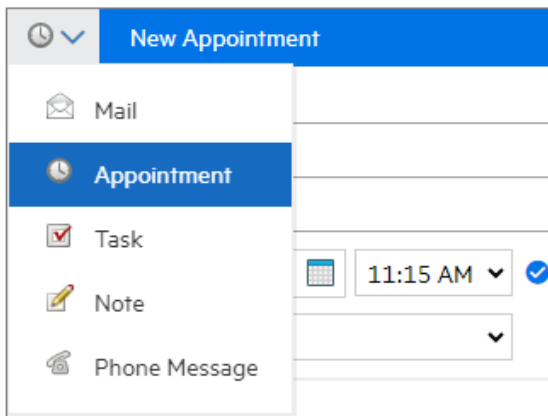 New Appointment
Mail
Appointment
Task
11:15 AM
Note
Phone Message